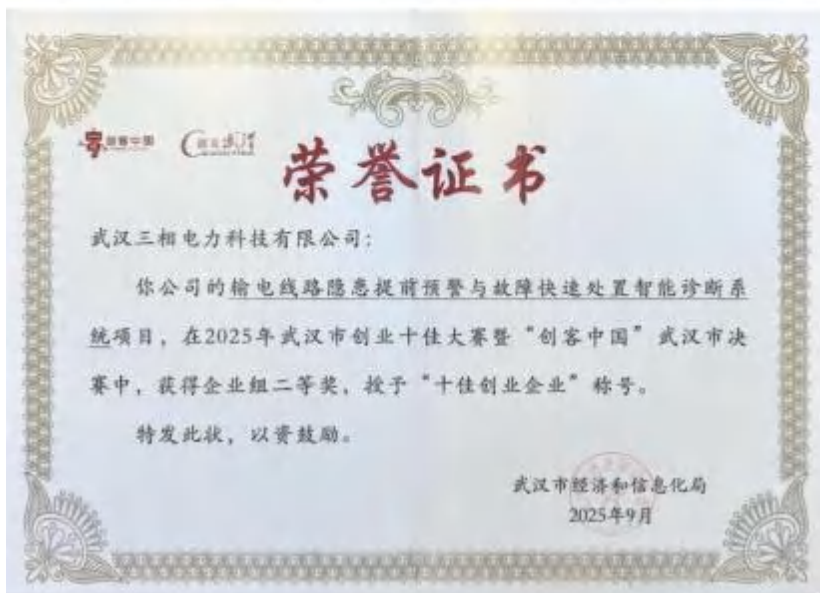 创客中国
荣誉证书
武汉三相电力科技有限公司：
你公司的输电线路隐患提前预警与故障快速处置智能诊断系
统项目，在2025年武汉市创业十佳大赛暨“创客中国”武汉市决
赛中，获得企业组二等奖，授予“十佳创业企业”称号。
特发此状，以资鼓励。
武汉市经济和信息化局
2025年9月